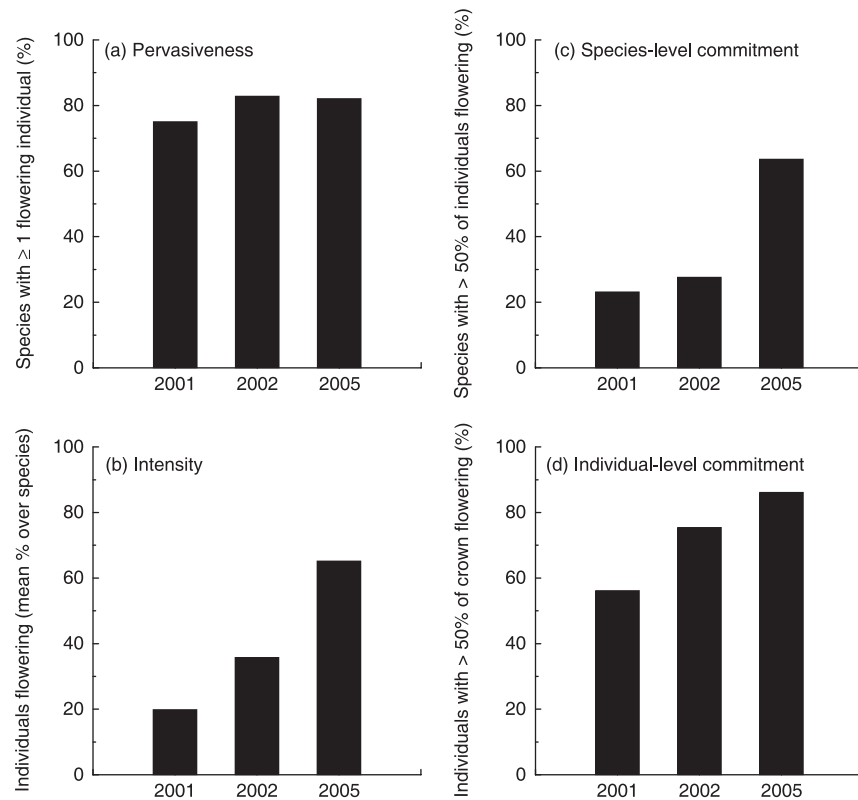 Species with ≥ 1 flowering individual (%)
(a) Pervasiveness
100
80
60
40
20
0
2001 2002 2005
Species with > 50% of individuals flowering (%)
(c) Species-level commitment
100
80
60
40
20
0
2001 2002 2005
Individuals flowering (mean % over species)
(b) Intensity
100
80
60
40
20
0
2001 2002 2005
Individuals with > 50% of crown flowering (%)
(d) Individual-level commitment
100
80
60
40
20
0
2001 2002 2005